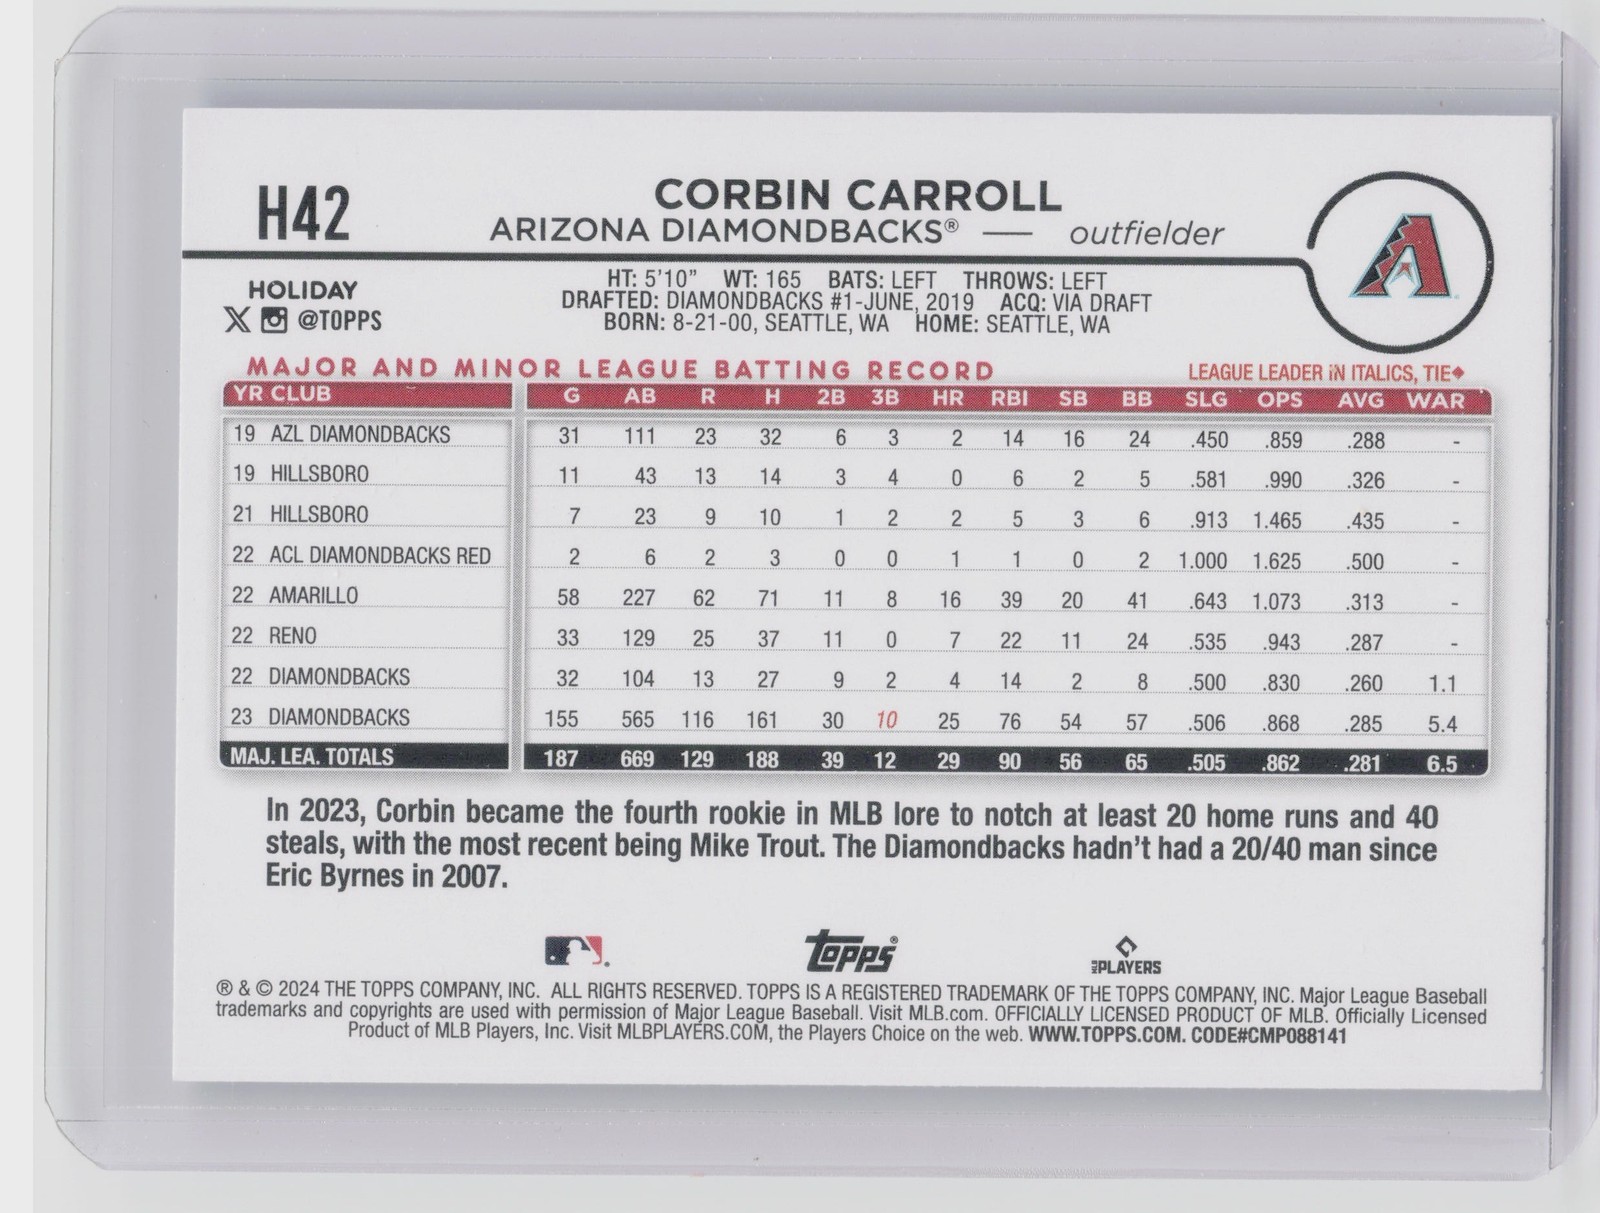 H42
CORBIN CARROLL
ARIZONA DIAMONDBACKS® — outfielder
HOLIDAY
@TOPPS
HT: 5'10" WT: 165 BATS: LEFT THROWS: LEFT
DRAFTED: DIAMONDBACKS #1-JUNE, 2019 ACQ: VIA DRAFT
BORN: 8-21-00, SEATTLE, WA HOME: SEATTLE, WA
MAJOR AND MINOR LEAGUE BATTING RECORD
LEAGUE LEADER IN ITALICS, TIE♦
YR CLUB G AB R H 2B 3B HR RBI SB BB SLG OPS AVG WAR
19 AZL DIAMONDBACKS 31 111 23 32 6 3 2 14 16 24 .450 .859 .288 -
19 HILLSBORO 11 43 13 14 3 4 0 6 2 5 .581 .990 .326 -
21 HILLSBORO 7 23 9 10 1 2 2 5 3 6 .913 1.465 .435 -
22 ACL DIAMONDBACKS RED 2 6 2 3 0 0 1 1 0 2 1.000 1.625 .500 -
22 AMARILLO 58 227 62 71 11 8 16 39 20 41 .643 1.073 .313 -
22 RENO 33 129 25 37 11 0 7 22 11 24 .535 .943 .287 -
22 DIAMONDBACKS 32 104 13 27 9 2 4 14 2 8 .500 .830 .260 1.1
23 DIAMONDBACKS 155 565 116 161 30 10 25 76 54 57 .506 .868 .285 5.4
MAJ. LEA. TOTALS 187 669 129 188 39 12 29 90 56 65 .505 .862 .281 6.5
In 2023, Corbin became the fourth rookie in MLB lore to notch at least 20 home runs and 40
steals, with the most recent being Mike Trout. The Diamondbacks hadn't had a 20/40 man since
Eric Byrnes in 2007.
Topps®
MLB PLAYERS
® & © 2024 THE TOPPS COMPANY, INC. ALL RIGHTS RESERVED. TOPPS IS A REGISTERED TRADEMARK OF THE TOPPS COMPANY, INC. Major League Baseball
trademarks and copyrights are used with permission of Major League Baseball. Visit MLB.com. OFFICIALLY LICENSED PRODUCT OF MLB. Officially Licensed
Product of MLB Players, Inc. Visit MLBPLAYERS.COM, the Players Choice on the web. WWW.TOPPS.COM. CODE#CMP088141